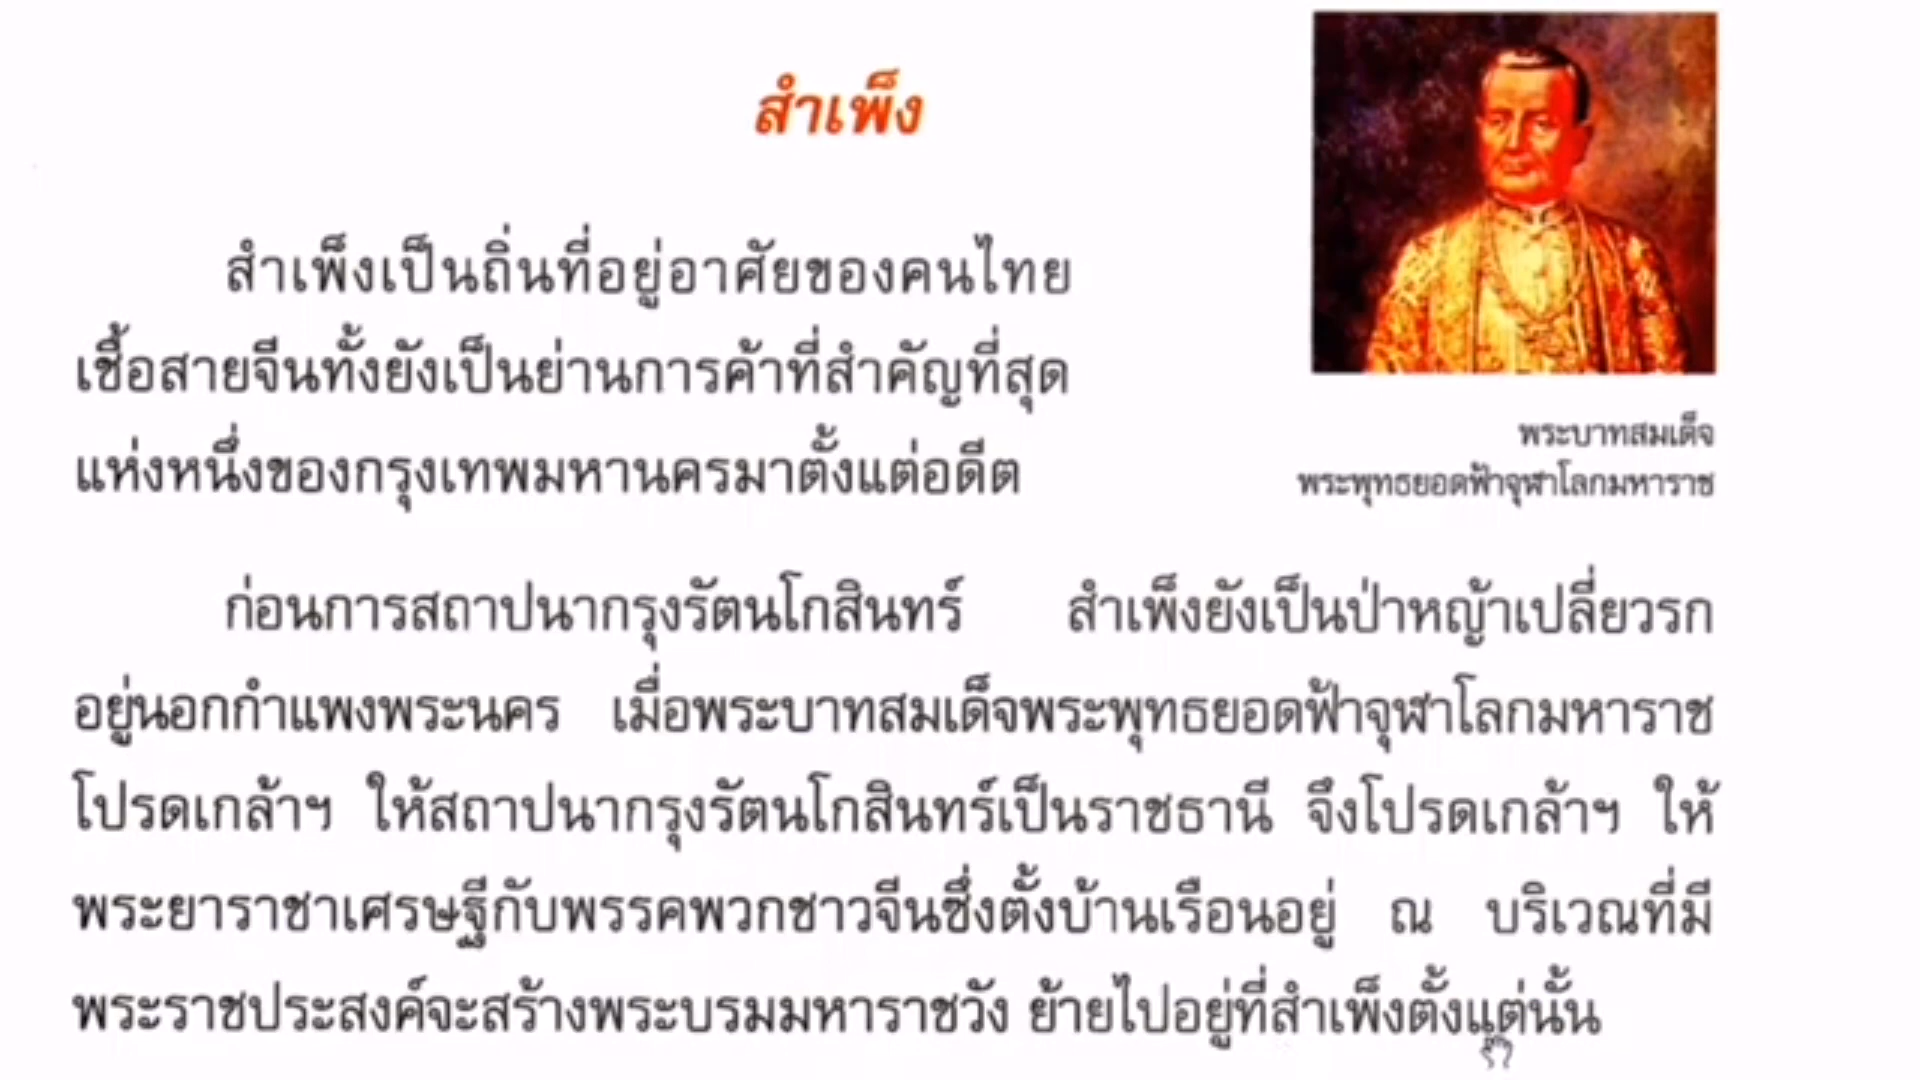 สำเพ็ง
สำเพ็งเป็นถิ่นที่อยู่อาศัยของคนไทย
เชื้อสายจีนทั้งยังเป็นย่านการค้าที่สำคัญที่สุด
แห่งหนึ่งของกรุงเทพมหานครมาตั้งแต่อดีต
พระบาทสมเด็จ
พระพุทธยอดฟ้าจุฬาโลกมหาราช
ก่อนการสถาปนากรุงรัตนโกสินทร์ สำเพ็งยังเป็นป่าหญ้าเปลี่ยวรก
อยู่นอกกำแพงพระนคร เมื่อพระบาทสมเด็จพระพุทธยอดฟ้าจุฬาโลกมหาราช
โปรดเกล้าฯ ให้สถาปนากรุงรัตนโกสินทร์เป็นราชธานี จึงโปรดเกล้าฯ ให้
พระยาราชาเศรษฐีกับพรรคพวกชาวจีนซึ่งตั้งบ้านเรือนอยู่ ณ บริเวณที่มี
พระราชประสงค์จะสร้างพระบรมมหาราชวัง ย้ายไปอยู่ที่สำเพ็งตั้งแต่นั้น